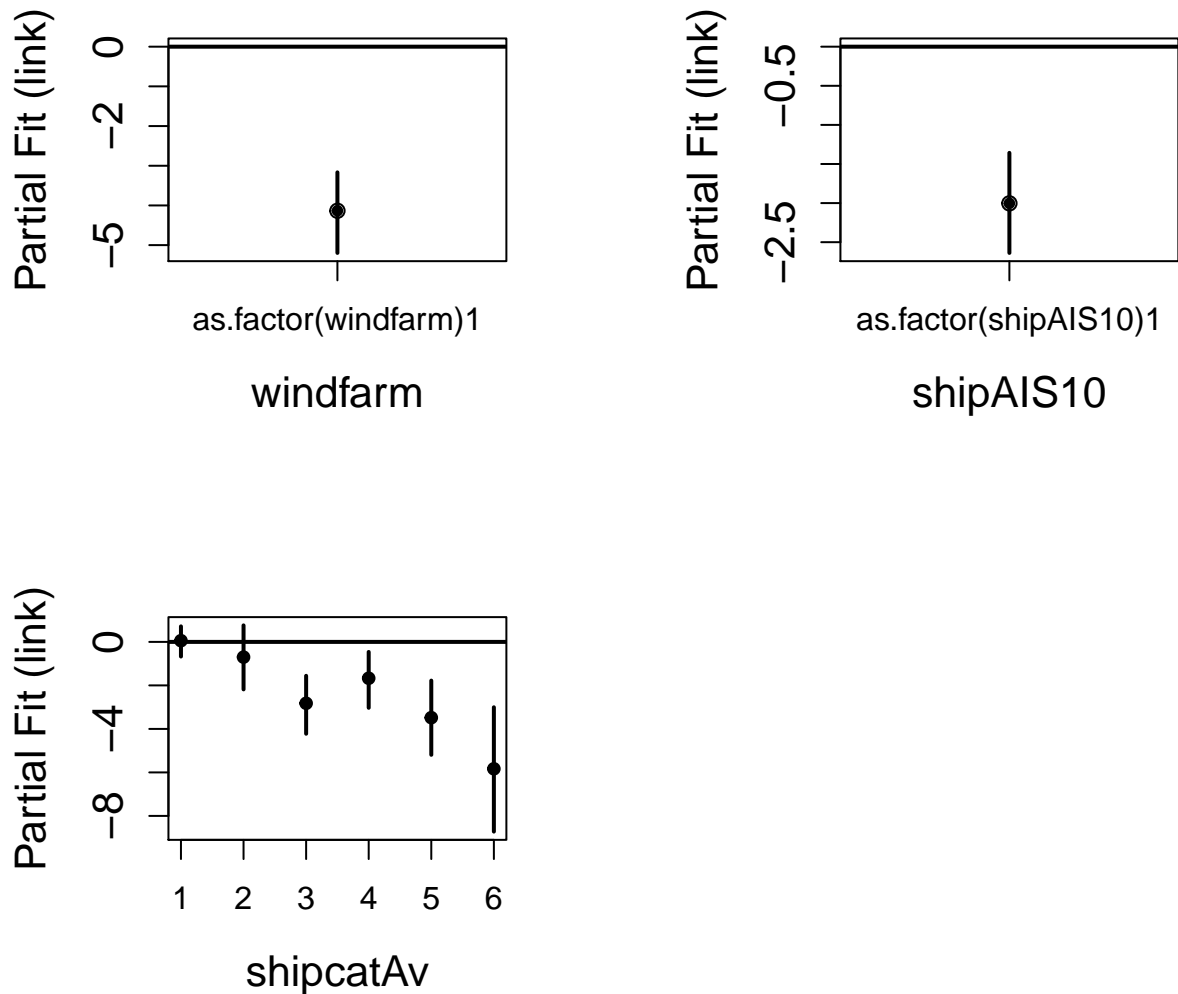 Partial Fit (link)
0
−2
−5
as.factor(windfarm)1
windfarm
Partial Fit (link)
−0.5
−2.5
as.factor(shipAIS10)1
shipAIS10
Partial Fit (link)
0
−4
−8
1 2 3 4 5 6
shipcatAv